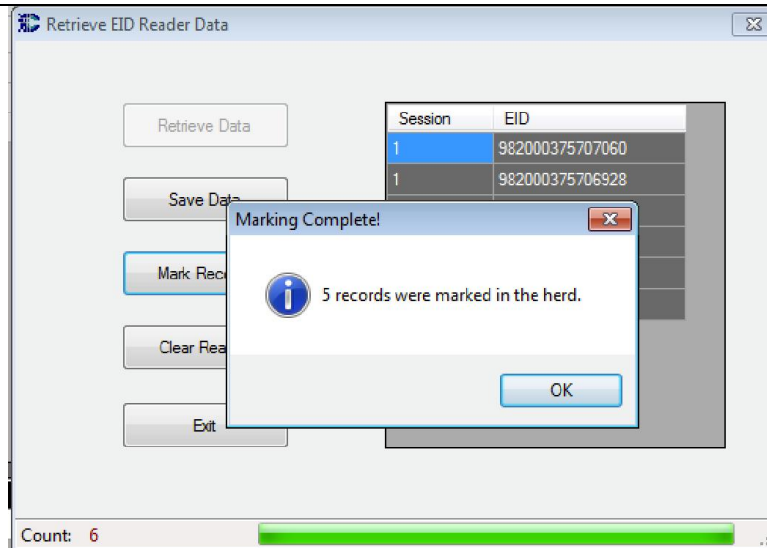 Retrieve EID Reader Data
Retrieve Data
Session EID
1 982000375707060
1 982000375706928
Save Data
Marking Complete!
Mark Reco
5 records were marked in the herd.
Clear Rea
OK
Exit
Count: 6